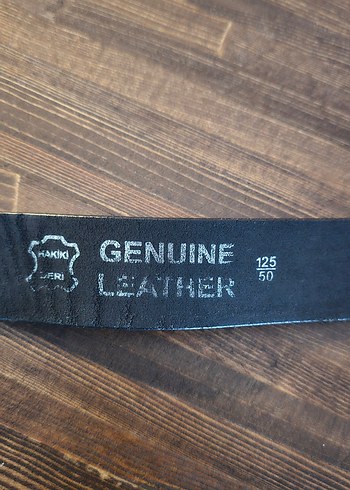 HAKİKİ
DERİ
GENUINE
LEATHER
125
50